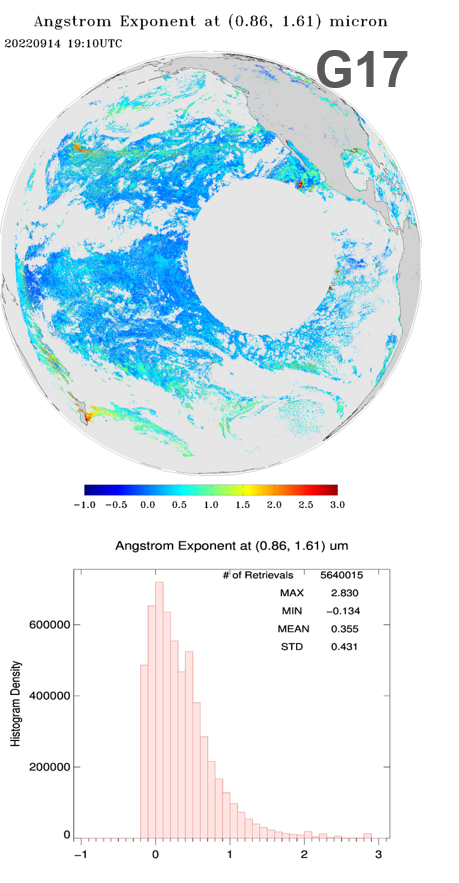 Angstrom Exponent at (0.86, 1.61) micron
20220914 19:10UTC
G17
−1.0 −0.5 0.0 0.5 1.0 1.5 2.0 2.5 3.0
Angstrom Exponent at (0.86, 1.61) um
# of Retrievals 5640015
MAX 2.830
MIN −0.134
MEAN 0.355
STD 0.431
Histogram Density
600000
400000
200000
0
−1 0 1 2 3